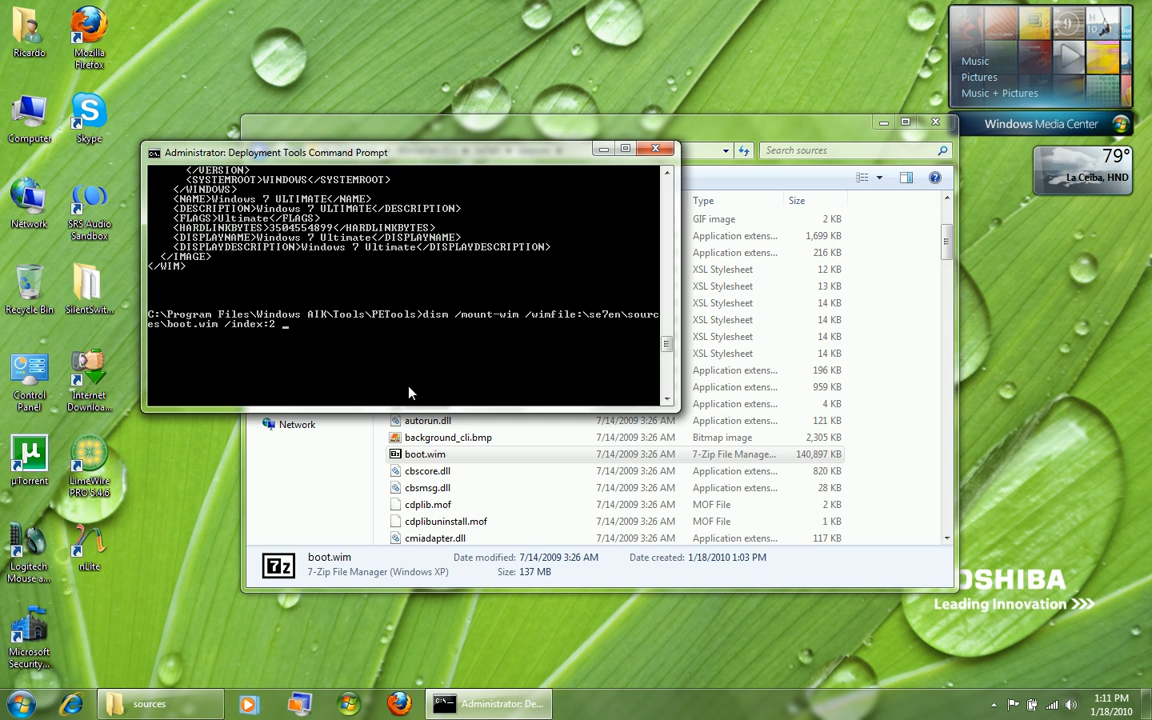 Ricardo
Mozilla
Firefox
Computer
Skype
Network
SRS Audio
Sandbox
Recycle Bin
SilentSwit...
Control
Panel
Internet
Downloa...
µTorrent
LimeWire
PRO 5.4.6
Logitech
Mouse a...
nLite
Microsoft
Security...
Music
Pictures
Music + Pictures
Windows Media Center
79°
La Ceiba, HND
Administrator: Deployment Tools Command Prompt
</VERSION>
<SYSTEMROOT>WINDOWS</SYSTEMROOT>
</WINDOWS>
<NAME>Windows 7 ULTIMATE</NAME>
<DESCRIPTION>Windows 7 ULTIMATE</DESCRIPTION>
<FLAGS>Ultimate</FLAGS>
<HARDLINKBYTES>3504554899</HARDLINKBYTES>
<DISPLAYNAME>Windows 7 Ultimate</DISPLAYNAME>
<DISPLAYDESCRIPTION>Windows 7 Ultimate</DISPLAYDESCRIPTION>
</IMAGE>
</WIM>
C:\Program Files\Windows AIK\Tools\PETools>dism /mount-wim /wimfile:\se7en\sourc
es\boot.wim /index:2 _
Search sources
Type Size
GIF image 2 KB
Application extens... 1,699 KB
Application extens... 216 KB
XSL Stylesheet 12 KB
XSL Stylesheet 13 KB
XSL Stylesheet 14 KB
XSL Stylesheet 14 KB
XSL Stylesheet 14 KB
XSL Stylesheet 14 KB
Application extens... 196 KB
Application extens... 959 KB
Application extens... 4 KB
Network
autorun.dll 7/14/2009 3:26 AM Application extens... 121 KB
background_cli.bmp 7/14/2009 3:26 AM Bitmap image 2,305 KB
boot.wim 7/14/2009 3:26 AM 7-Zip File Manage... 140,897 KB
cbscore.dll 7/14/2009 3:26 AM Application extens... 820 KB
cbsmsg.dll 7/14/2009 3:26 AM Application extens... 28 KB
cdplib.mof 7/14/2009 3:26 AM MOF File 2 KB
cdplibuninstall.mof 7/14/2009 3:26 AM MOF File 1 KB
cmiadapter.dll 7/14/2009 3:26 AM Application extens... 117 KB
7z
boot.wim Date modified: 7/14/2009 3:26 AM Date created: 1/18/2010 1:03 PM
7-Zip File Manager (Windows XP) Size: 137 MB
OSHIBA
Leading Innovation >>>
sources
Administrator: De...
1:11 PM
1/18/2010